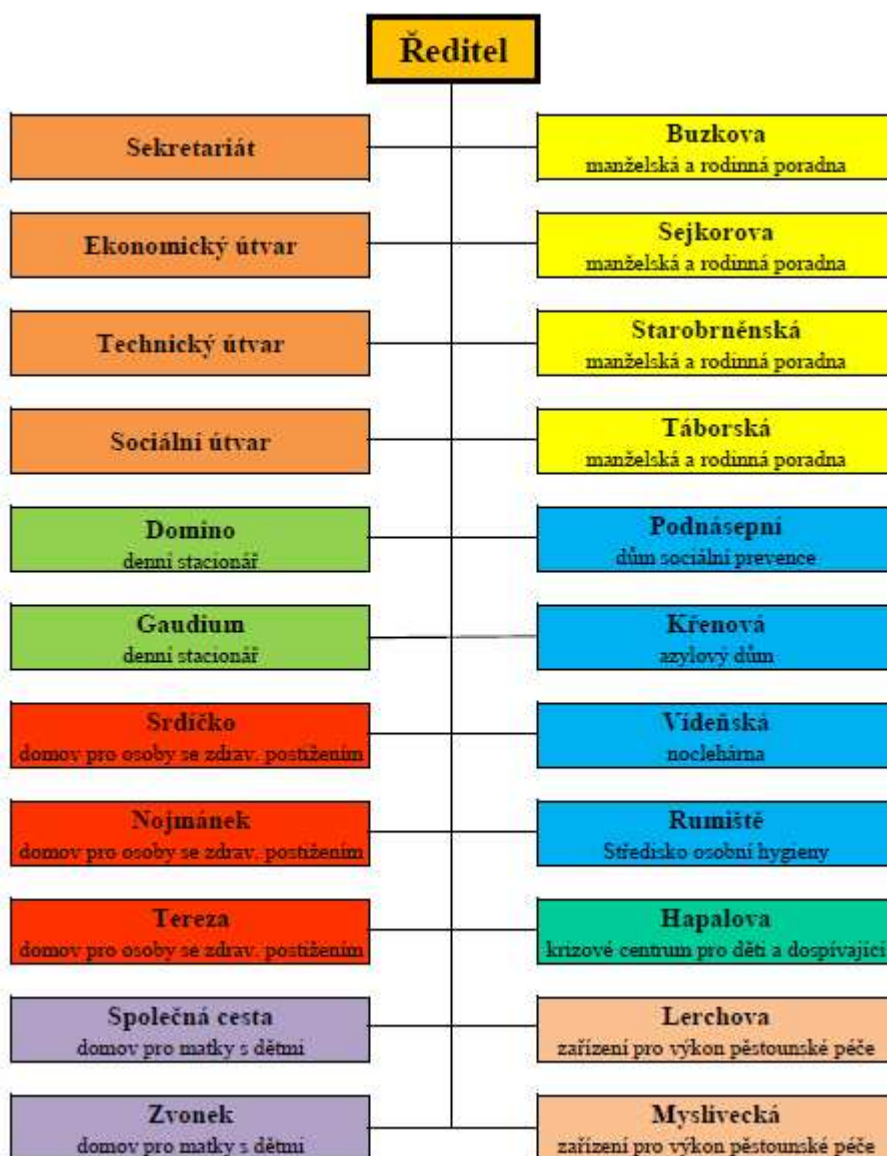 Ředitel
Sekretariát
Buzkova
manželská a rodinná poradna
Ekonomický útvar
Sejkorova
manželská a rodinná poradna
Technický útvar
Starobrněnská
manželská a rodinná poradna
Sociální útvar
Táborská
manželská a rodinná poradna
Domino
denní stacionář
Podnásepní
dům sociální prevence
Gaudium
denní stacionář
Křenová
azylový dům
Srdíčko
domov pro osoby se zdrav. postižením
Vídeňská
noclehárna
Nojmánek
domov pro osoby se zdrav. postižením
Rumiště
Středisko osobní hygieny
Tereza
domov pro osoby se zdrav. postižením
Hapalova
krizové centrum pro děti a dospívající
Společná cesta
domov pro matky s dětmi
Lerchova
zařízení pro výkon pěstounské péče
Zvonek
domov pro matky s dětmi
Myslivecká
zařízení pro výkon pěstounské péče